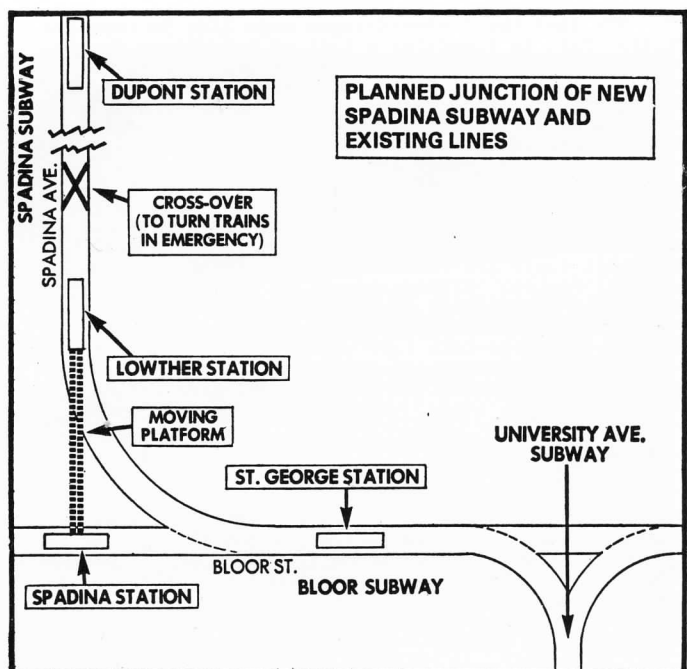 DUPONT STATION
PLANNED JUNCTION OF NEW
SPADINA SUBWAY AND
EXISTING LINES
SPADINA SUBWAY
SPADINA AVE.
CROSS-OVER
(TO TURN TRAINS
IN EMERGENCY)
LOWTHER STATION
MOVING
PLATFORM
UNIVERSITY AVE.
SUBWAY
ST. GEORGE STATION
BLOOR ST.
BLOOR SUBWAY
SPADINA STATION